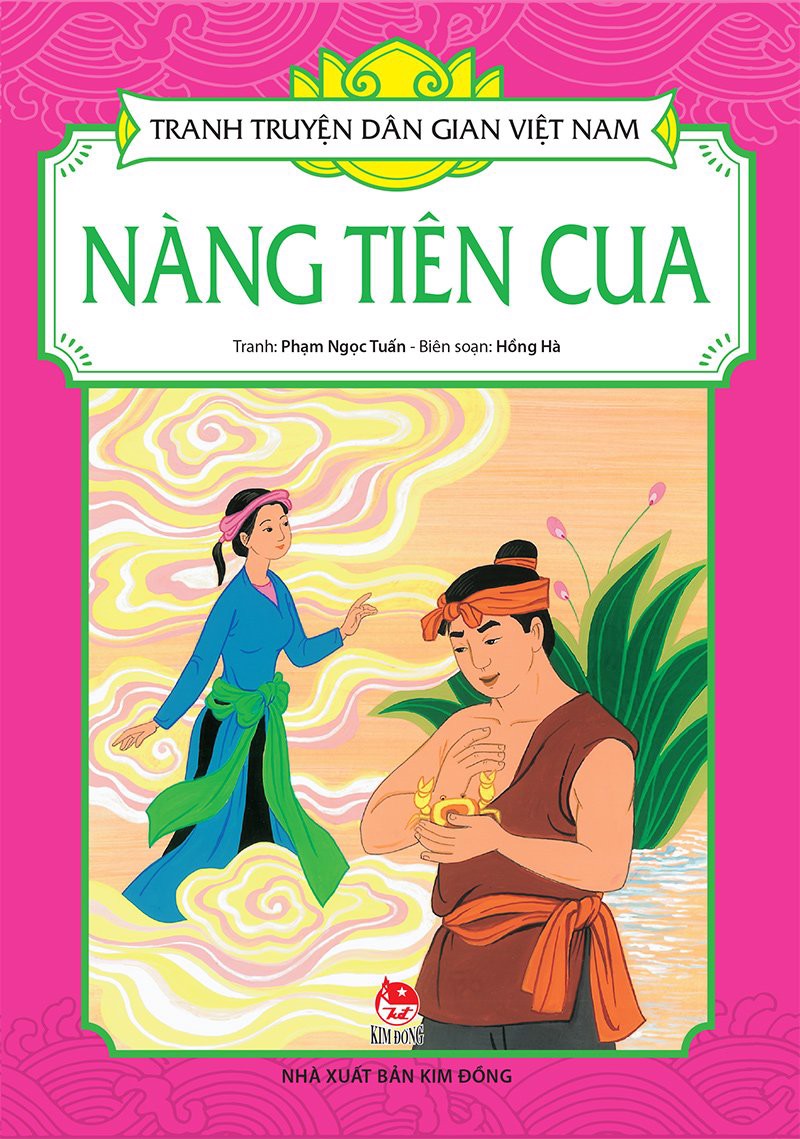 TRANH TRUYỆN DÂN GIAN VIỆT NAM
NÀNG TIÊN CUA
Tranh: Phạm Ngọc Tuấn - Biên soạn: Hồng Hà
KIM ĐỒNG
NHÀ XUẤT BẢN KIM ĐỒNG